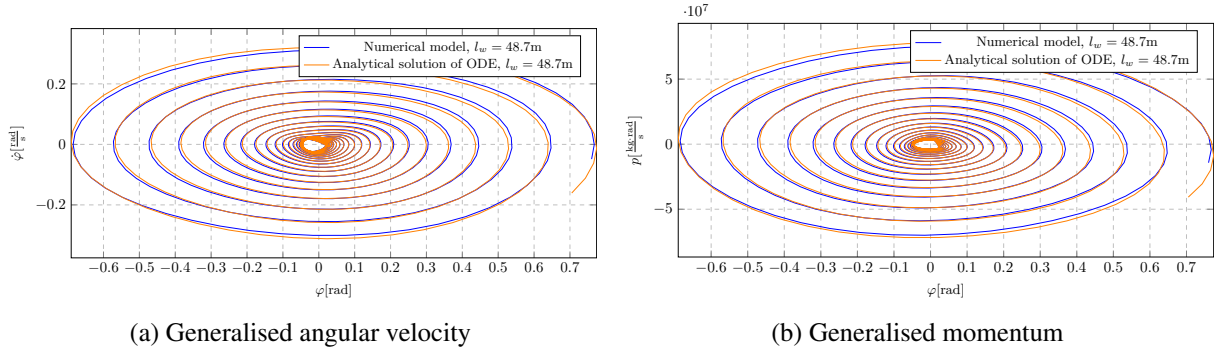 Numerical model, l_w = 48.7m
Analytical solution of ODE, l_w = 48.7m
0.2
0
−0.2
φ̇[rad/s]
−0.6 −0.5 −0.4 −0.3 −0.2 −0.1 0 0.1 0.2 0.3 0.4 0.5 0.6 0.7
φ[rad]
(a) Generalised angular velocity
·10⁷
Numerical model, l_w = 48.7m
Analytical solution of ODE, l_w = 48.7m
5
0
−5
p[kg·rad/s]
−0.6 −0.5 −0.4 −0.3 −0.2 −0.1 0 0.1 0.2 0.3 0.4 0.5 0.6 0.7
φ[rad]
(b) Generalised momentum